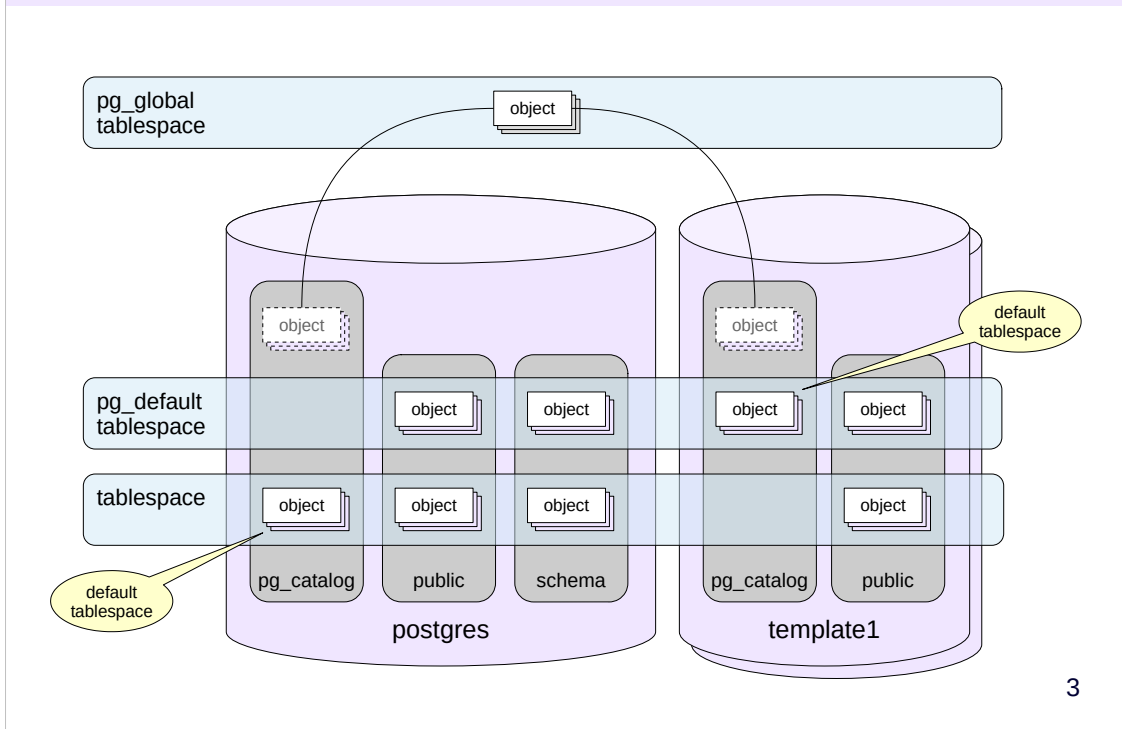 pg_global
tablespace
object
object
object
default
tablespace
pg_default
tablespace
object
object
object
object
tablespace
object
object
object
object
default
tablespace
pg_catalog
public
schema
pg_catalog
public
postgres
template1
3